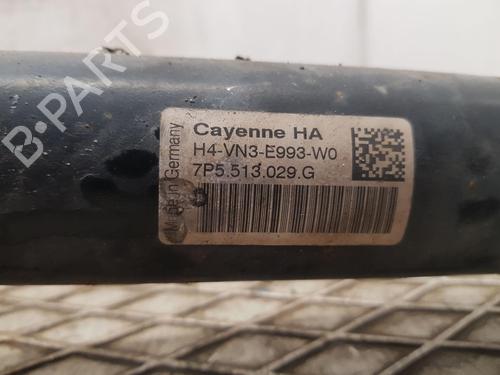 B-PARTS
Made in Germany
Cayenne HA
H4-VN3-E993-W0
7P5.513.029.G